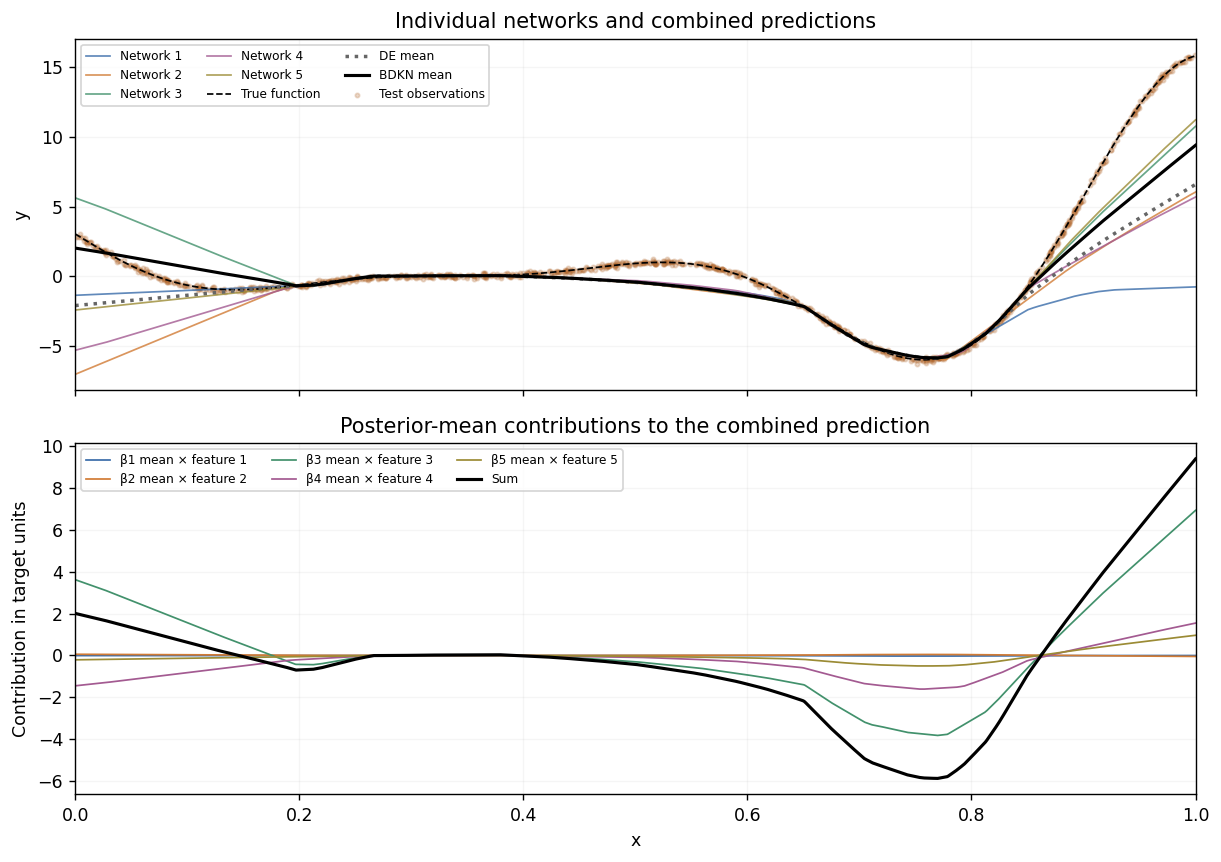 Individual networks and combined predictions
Network 1 Network 4 DE mean
Network 2 Network 5 BDKN mean
Network 3 True function Test observations
15
10
5
0
−5
y
Posterior-mean contributions to the combined prediction
β1 mean × feature 1 β3 mean × feature 3 β5 mean × feature 5
β2 mean × feature 2 β4 mean × feature 4 Sum
10
8
6
4
2
0
−2
−4
−6
Contribution in target units
0.0 0.2 0.4 0.6 0.8 1.0
x